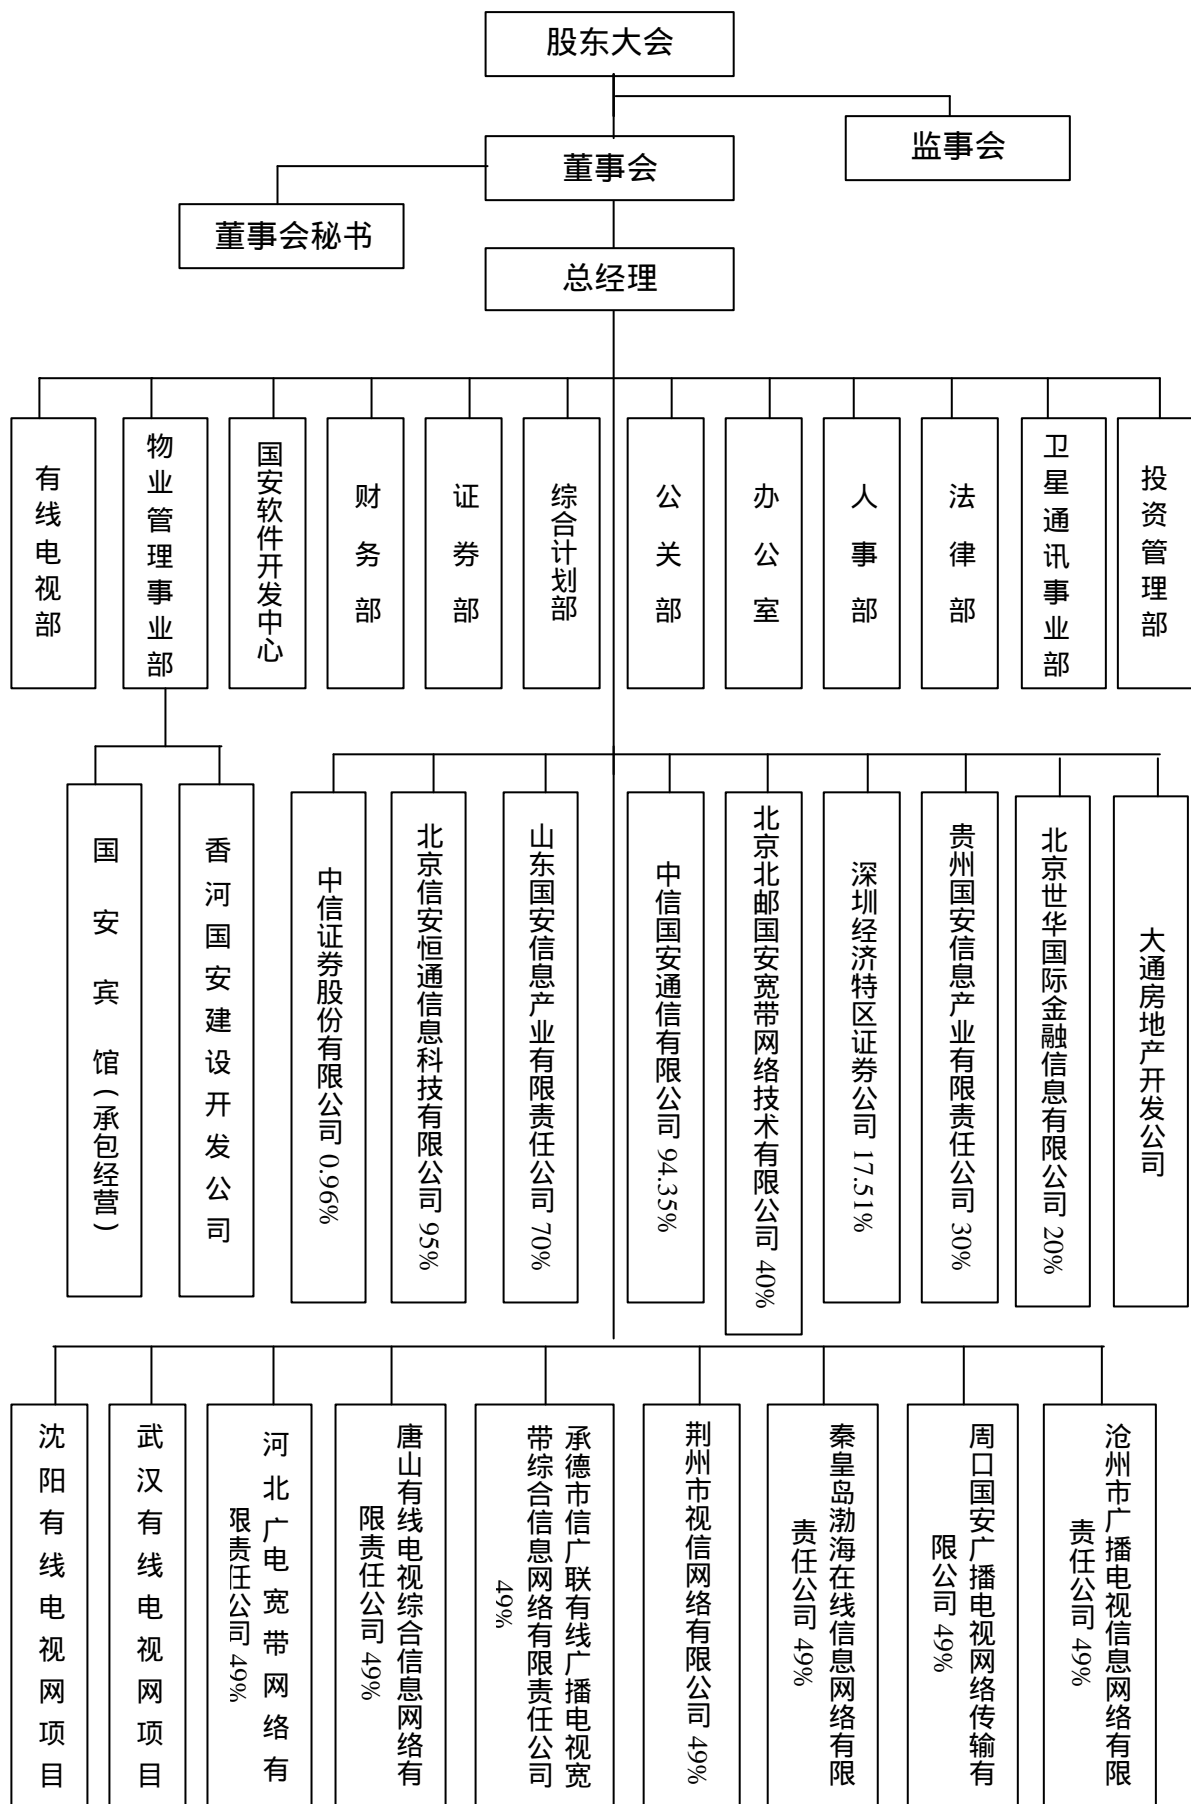 股东大会
监事会
董事会
董事会秘书
总经理
有线电视部
物业管理事业部
国安软件开发中心
财务部
证券部
综合计划部
公关部
办公室
人事部
法律部
卫星通讯事业部
投资管理部
国安宾馆(承包经营)
香河国安建设开发公司
中信证券股份有限公司 0.96%
北京信安恒通信息科技有限公司 95%
山东国安信息产业有限责任公司 70%
中信国安通信有限公司 94.35%
北京北邮国安宽带网络技术有限公司 40%
深圳经济特区证券公司 17.51%
贵州国安信息产业有限责任公司 30%
北京世华国际金融信息有限公司 20%
大通房地产开发公司
沈阳有线电视网项目
武汉有线电视网项目
河北广电宽带网络有
限责任公司 49%
唐山有线电视综合信息网络有
限责任公司 49%
承德市信广联有线广播电视宽
带综合信息网络有限责任公司
49%
荆州市视信网络有限公司 49%
秦皇岛渤海在线信息网络有限
责任公司 49%
周口国安广播电视网络传输有
限公司 49%
沧州市广播电视信息网络有限
责任公司 49%